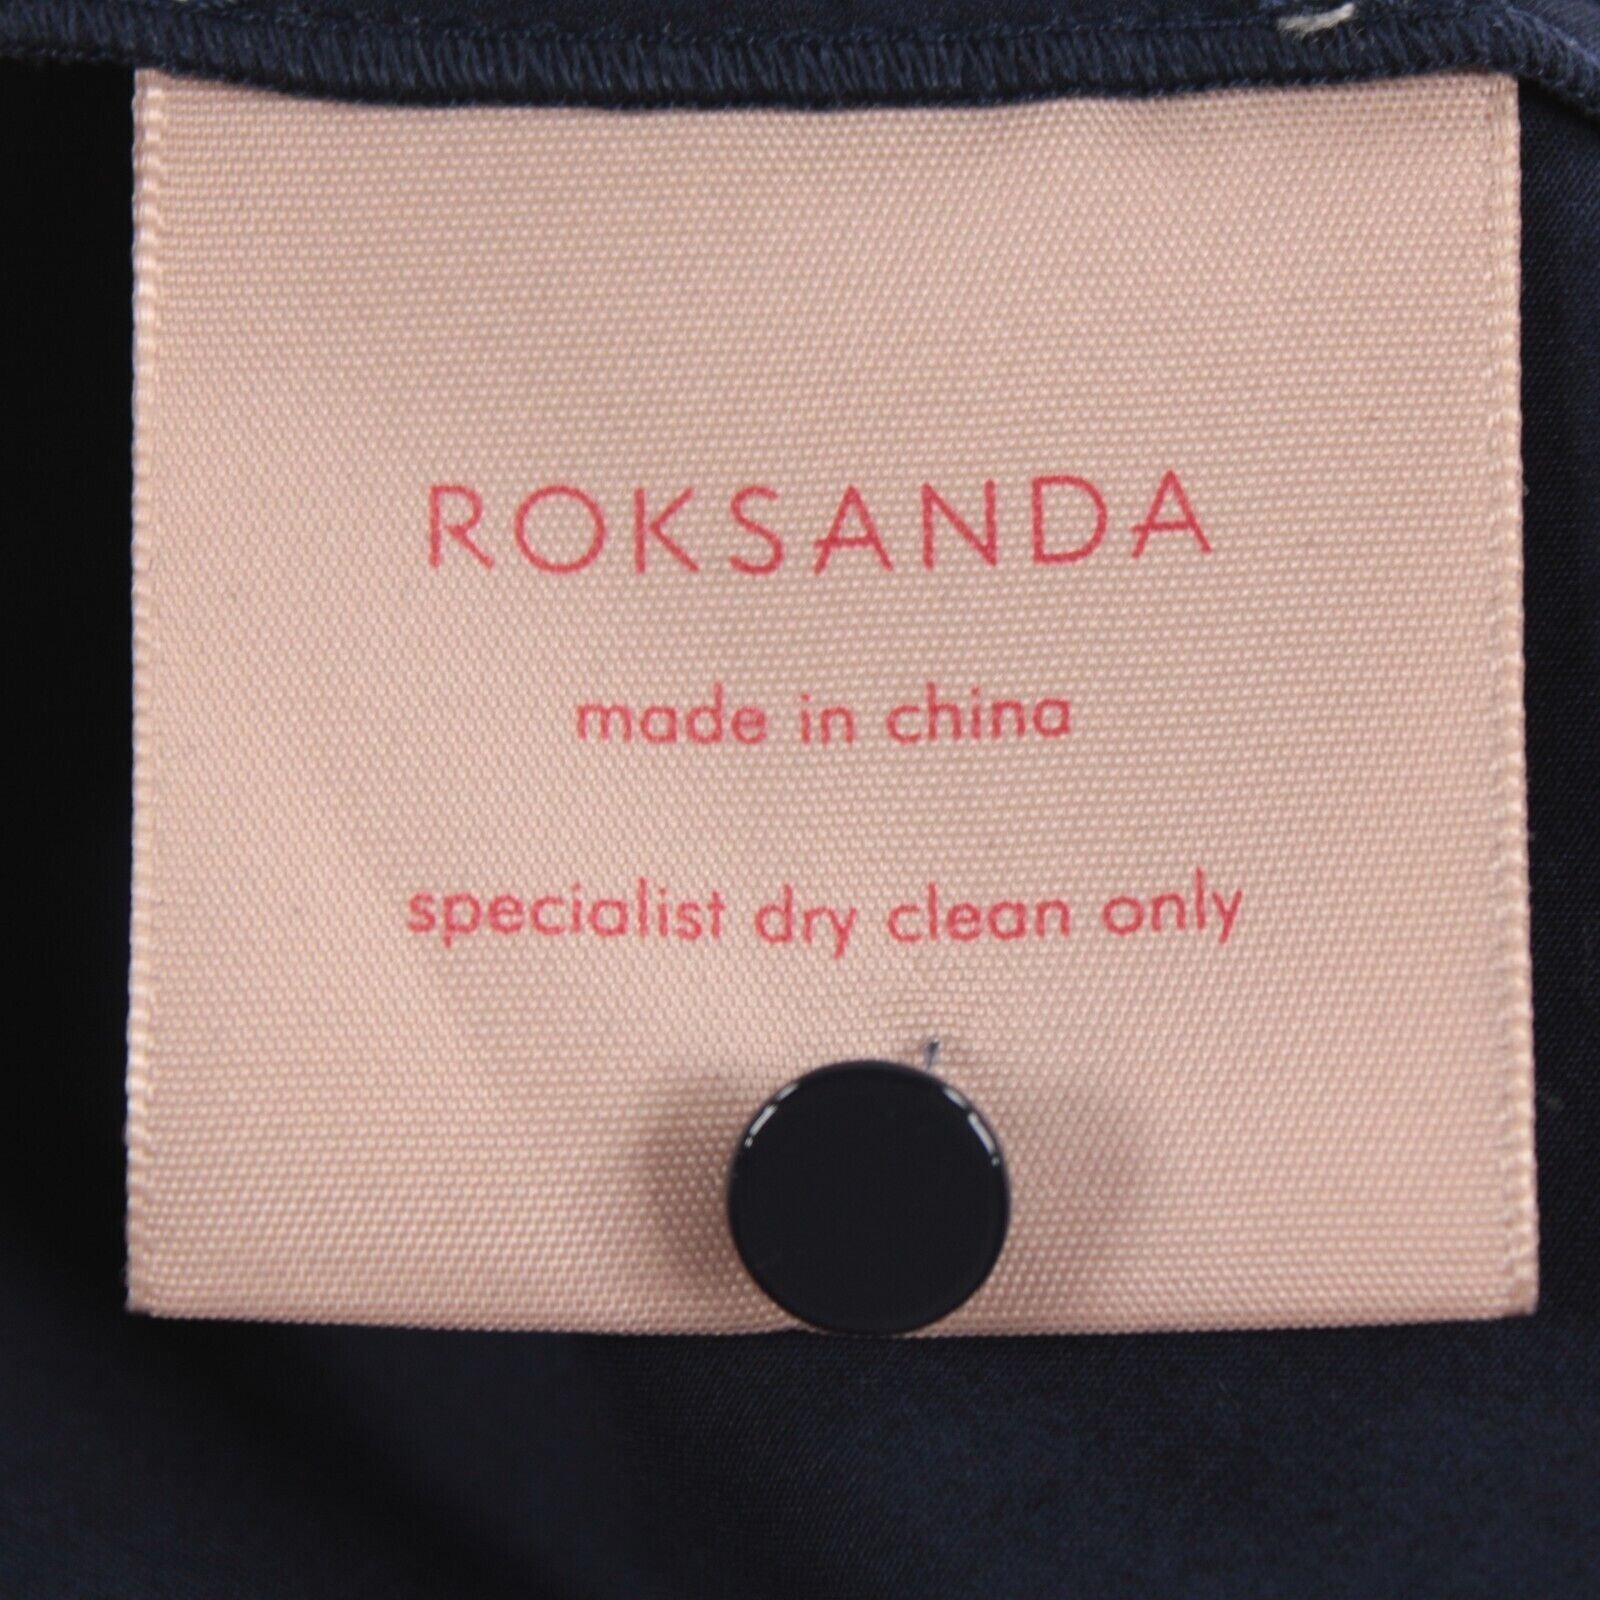 ROKSANDA
made in china
specialist dry clean only